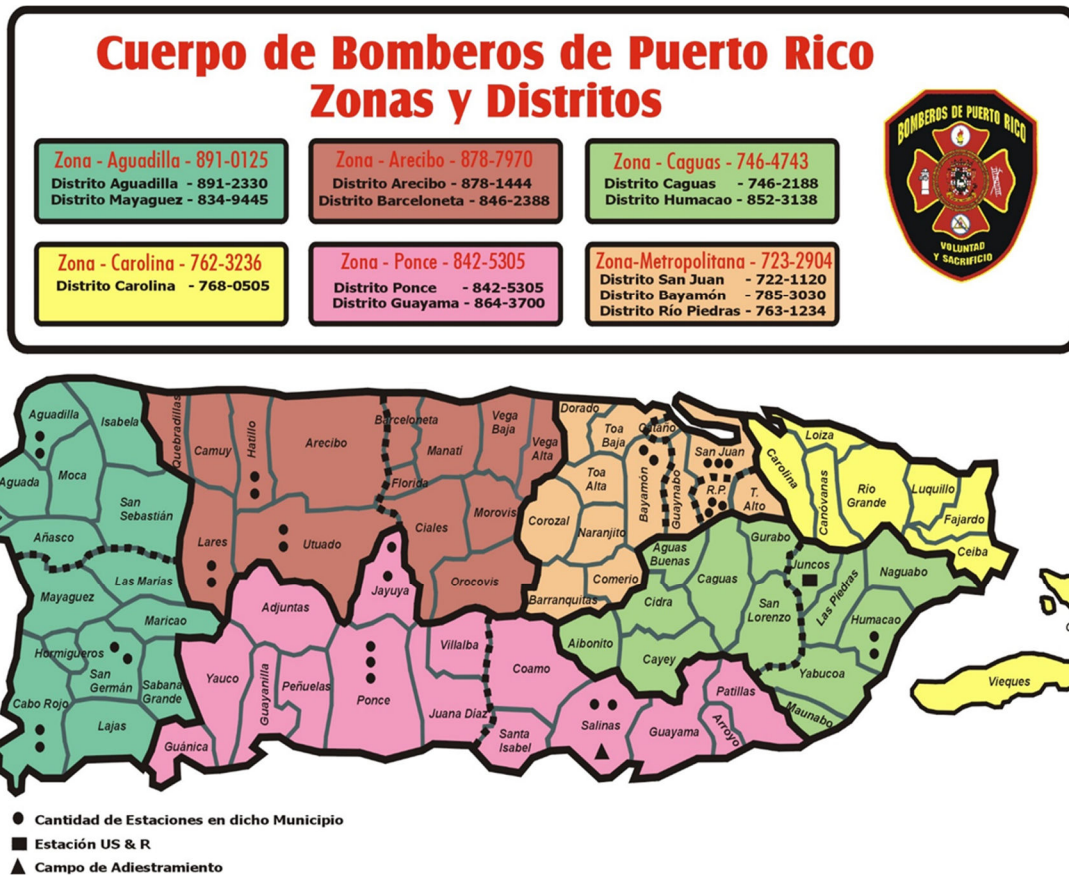 Cuerpo de Bomberos de Puerto Rico
Zonas y Distritos
BOMBEROS DE PUERTO RICO
VOLUNTAD
Y SACRIFICIO
Zona - Aguadilla - 891-0125
Distrito Aguadilla - 891-2330
Distrito Mayaguez - 834-9445
Zona - Arecibo - 878-7970
Distrito Arecibo - 878-1444
Distrito Barceloneta - 846-2388
Zona - Caguas - 746-4743
Distrito Caguas - 746-2188
Distrito Humacao - 852-3138
Zona - Carolina - 762-3236
Distrito Carolina - 768-0505
Zona - Ponce - 842-5305
Distrito Ponce - 842-5305
Distrito Guayama - 864-3700
Zona-Metropolitana - 723-2904
Distrito San Juan - 722-1120
Distrito Bayamón - 785-3030
Distrito Río Piedras - 763-1234
Aguadilla
Isabela
Moca
Aguada
San
Sebastián
Añasco
Las Marías
Mayaguez
Maricao
Hormigueros
San
Germán
Sabana
Grande
Cabo Rojo
Lajas
Quebradillas
Camuy
Hatillo
Arecibo
Lares
Utuado
Barceloneta
Florida
Manatí
Vega
Baja
Vega
Alta
Ciales
Morovis
Orocovis
Dorado
Toa
Baja
Toa
Alta
Cataño
Bayamón
Guaynabo
San Juan
R.P.
T.
Alto
Corozal
Naranjito
Comerio
Barranquitas
Carolina
Loiza
Canóvanas
Río
Grande
Luquillo
Fajardo
Ceiba
Vieques
Aguas
Buenas
Gurabo
Caguas
Cidra
Aibonito
Cayey
San
Lorenzo
Juncos
Las Piedras
Naguabo
Humacao
Yabucoa
Maunabo
Jayuya
Adjuntas
Yauco
Guayanilla
Peñuelas
Guánica
Ponce
Villalba
Juana Díaz
Coamo
Santa
Isabel
Salinas
Guayama
Patillas
Arroyo
Cantidad de Estaciones en dicho Municipio
Estación US & R
Campo de Adiestramiento